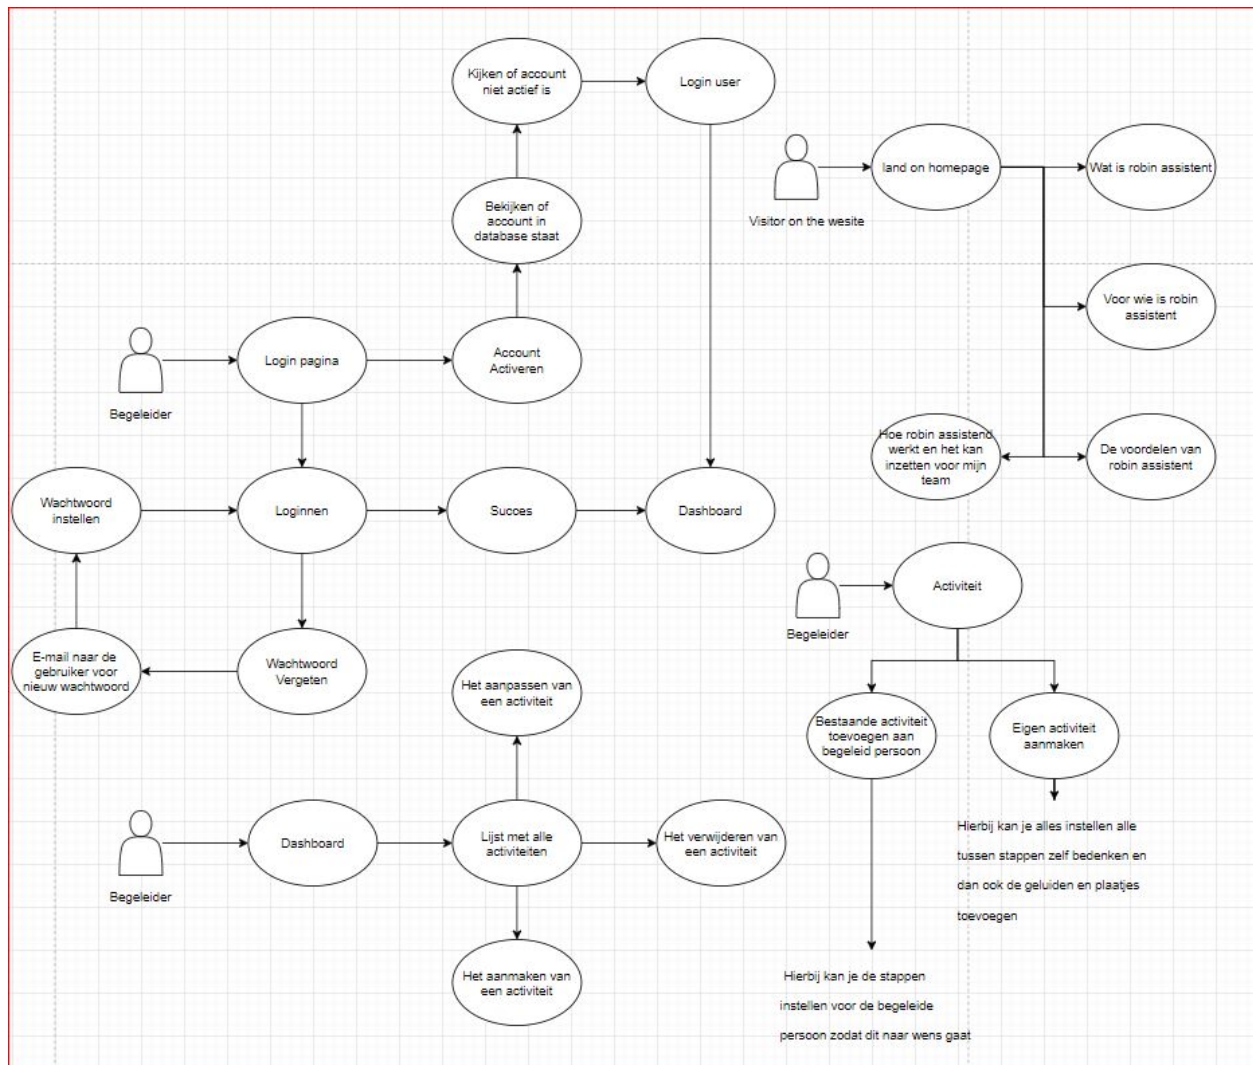 Kijken of account
niet actief is
Login user
land on homepage
Wat is robin assistent
Visitor on the wesite
Bekijken of
account in
database staat
Voor wie is robin
assistent
Login pagina
Account
Activeren
Begeleider
Hoe robin assistend
werkt en het kan
inzetten voor mijn
team
De voordelen van
robin assistent
Wachtwoord
instellen
Loginnen
Succes
Dashboard
Activiteit
Begeleider
E-mail naar de
gebruiker voor
nieuw wachtwoord
Wachtwoord
Vergeten
Het aanpassen van
een activiteit
Bestaande activiteit
toevoegen aan
begeleid persoon
Eigen activiteit
aanmaken
Dashboard
Lijst met alle
activiteiten
Het verwijderen van
een activiteit
Begeleider
Hierbij kan je alles instellen alle
tussen stappen zelf bedenken en
dan ook de geluiden en plaatjes
toevoegen
Het aanmaken van
een activiteit
Hierbij kan je de stappen
instellen voor de begeleide
persoon zodat dit naar wens gaat